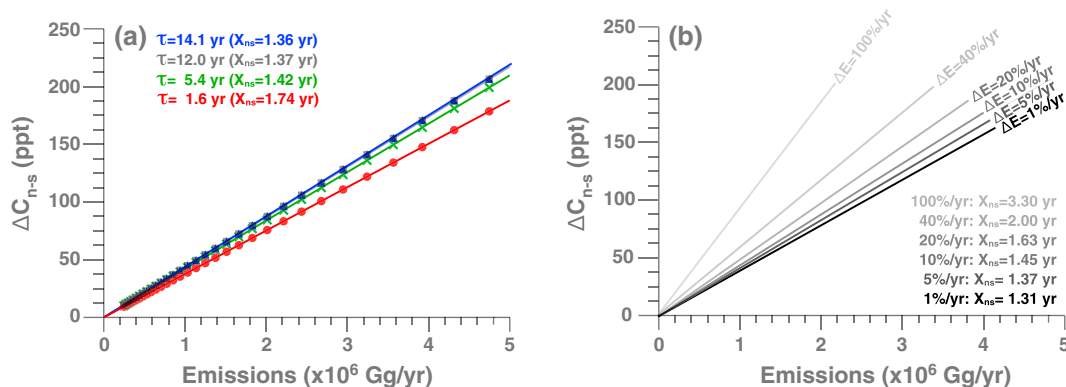 (a)
τ=14.1 yr (Xns=1.36 yr)
τ=12.0 yr (Xns=1.37 yr)
τ= 5.4 yr (Xns=1.42 yr)
τ= 1.6 yr (Xns=1.74 yr)
250
200
150
100
50
0
ΔCn-s (ppt)
0 1 2 3 4 5
Emissions (x10⁶ Gg/yr)
(b)
ΔE=100%/yr
ΔE=40%/yr
ΔE=20%/yr
ΔE=10%/yr
ΔE=5%/yr
ΔE=1%/yr
250
200
150
100
50
0
ΔCn-s (ppt)
100%/yr: Xns=3.30 yr
40%/yr: Xns=2.00 yr
20%/yr: Xns=1.63 yr
10%/yr: Xns=1.45 yr
5%/yr: Xns=1.37 yr
1%/yr: Xns= 1.31 yr
0 1 2 3 4 5
Emissions (x10⁶ Gg/yr)